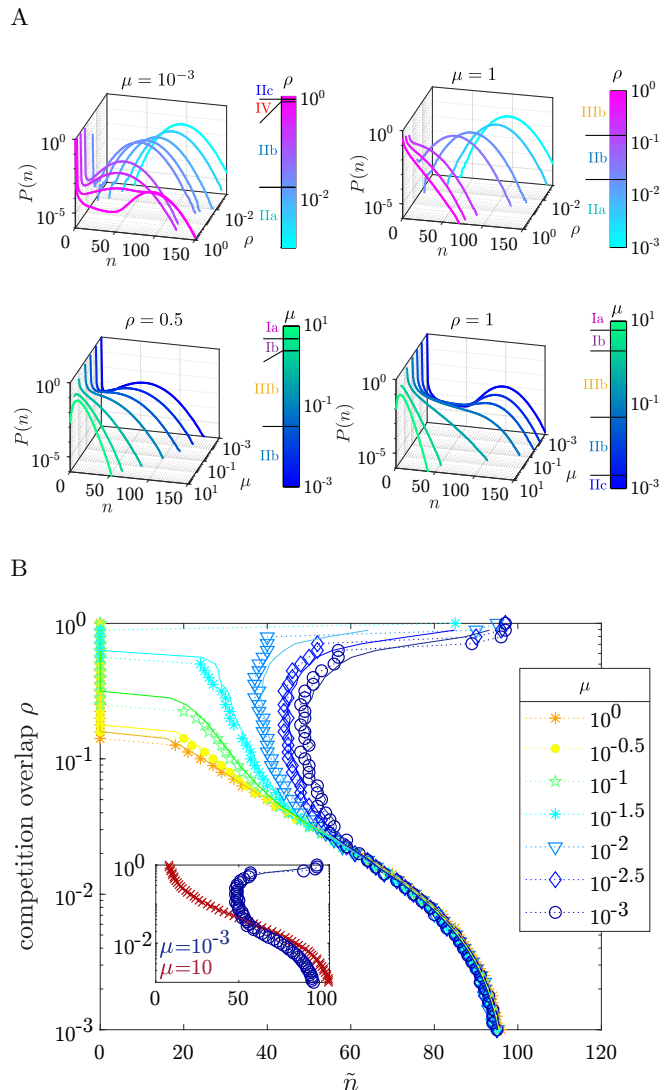 A
μ = 10⁻³
IIc
IV
IIb
IIa
ρ
10⁰
10⁻²
P(n)
10⁰
10⁻⁵
0
50
100
150
n
10⁻²
10⁰
ρ
μ = 1
ρ
IIIb
IIb
IIa
10⁰
10⁻¹
10⁻²
10⁻³
P(n)
10⁰
10⁻⁵
0
50
100
150
n
10⁻²
10⁰
ρ
ρ = 0.5
Ia
Ib
IIIb
IIb
μ
10¹
10⁻¹
10⁻³
P(n)
10⁰
10⁻⁵
0
50
100
150
n
10⁻³
10⁻¹
10¹
μ
ρ = 1
Ia
Ib
IIIb
IIb
IIc
μ
10¹
10⁻¹
10⁻³
P(n)
10⁰
10⁻⁵
0
50
100
150
n
10⁻³
10⁻¹
10¹
μ
B
competition overlap ρ
10⁰
10⁻¹
10⁻²
10⁻³
0 20 40 60 80 100 120
ñ
μ
10⁰
10⁻⁰·⁵
10⁻¹
10⁻¹·⁵
10⁻²
10⁻²·⁵
10⁻³
10⁰
10⁻²
μ=10⁻³
μ=10
0 50 100